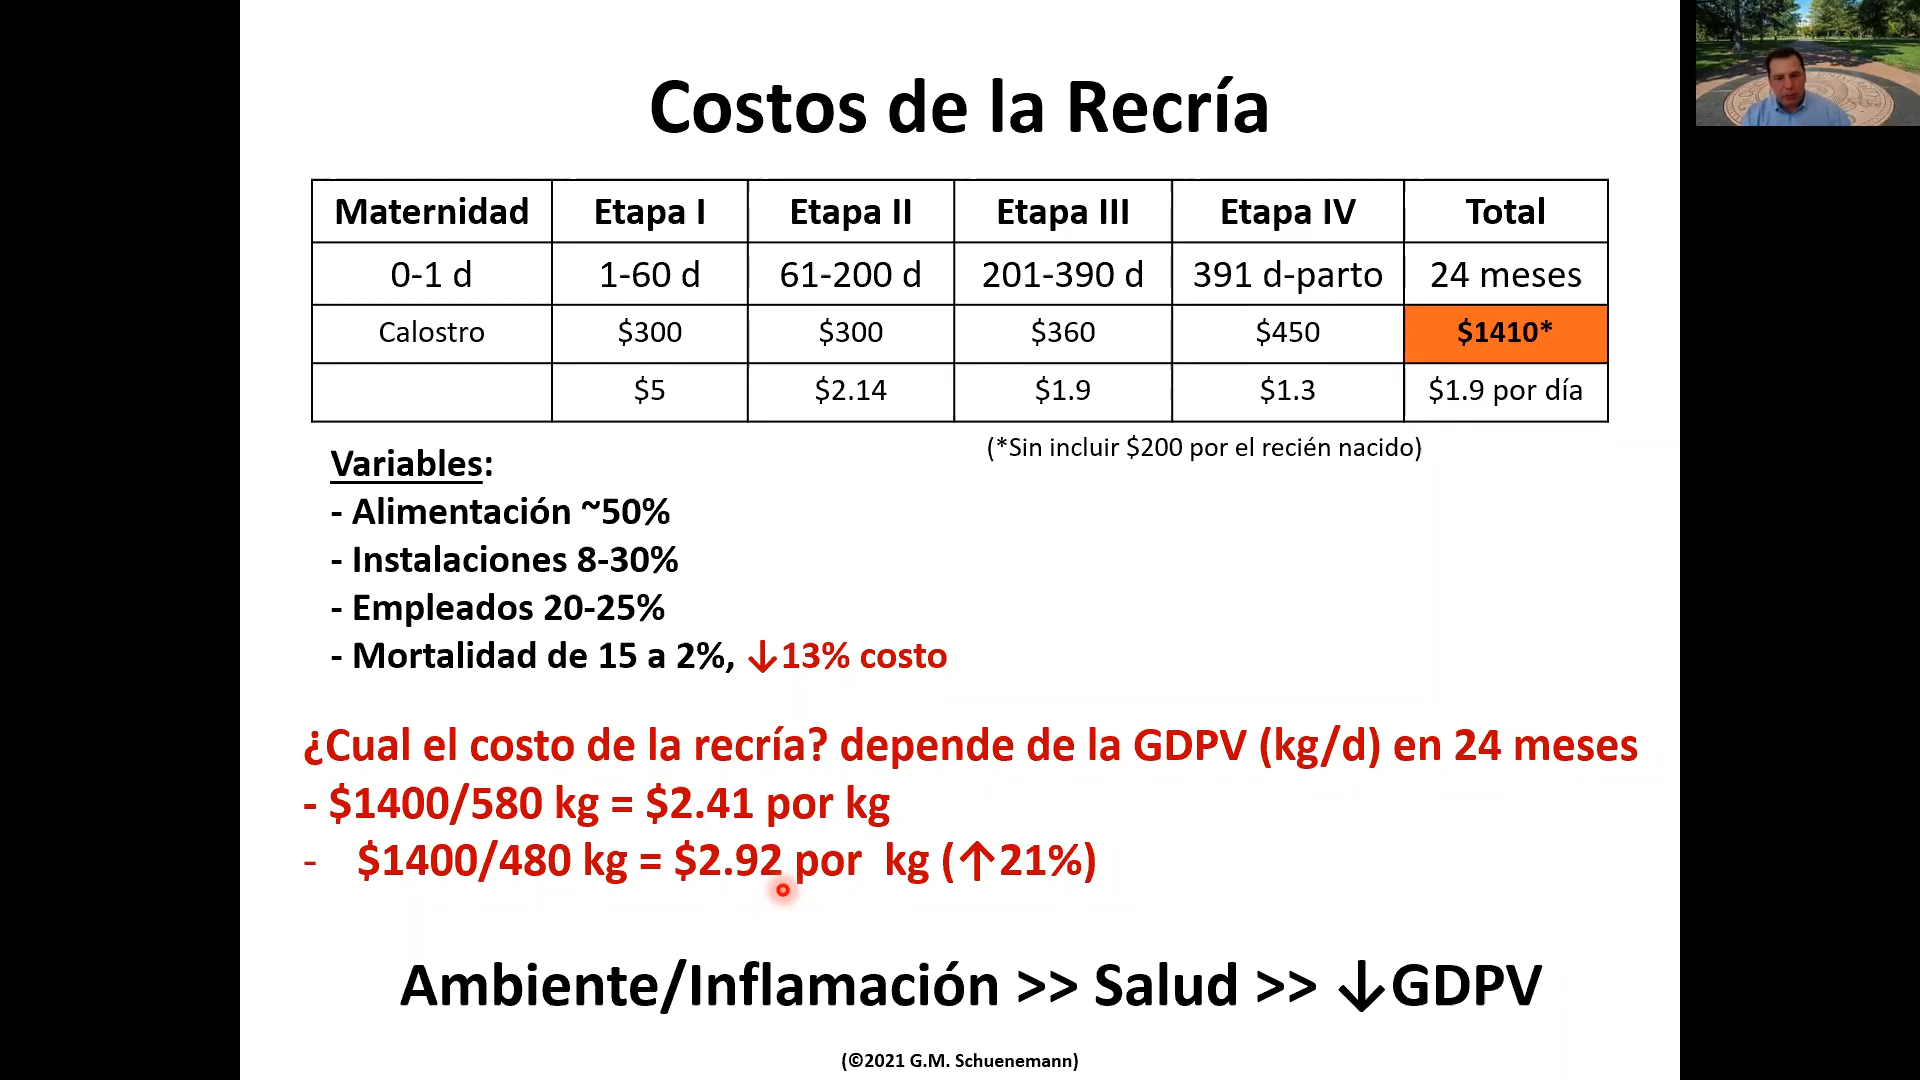 Costos de la Recría
Maternidad Etapa I Etapa II Etapa III Etapa IV Total
0-1 d 1-60 d 61-200 d 201-390 d 391 d-parto 24 meses
Calostro $300 $300 $360 $450 $1410*
$5 $2.14 $1.9 $1.3 $1.9 por día
(*Sin incluir $200 por el recién nacido)
Variables:
- Alimentación ~50%
- Instalaciones 8-30%
- Empleados 20-25%
- Mortalidad de 15 a 2%, ↓13% costo
¿Cual el costo de la recría? depende de la GDPV (kg/d) en 24 meses
- $1400/580 kg = $2.41 por kg
- $1400/480 kg = $2.92 por kg (↑21%)
Ambiente/Inflamación >> Salud >> ↓GDPV
(©2021 G.M. Schuenemann)